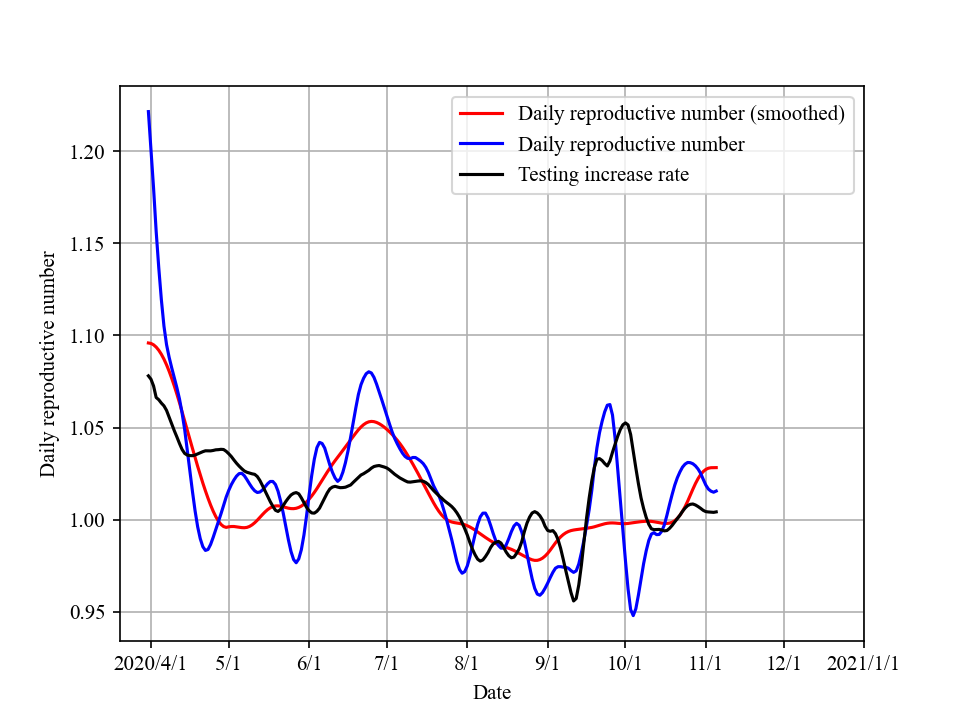 Daily reproductive number (smoothed)
Daily reproductive number
Testing increase rate
1.20
1.15
1.10
1.05
1.00
0.95
Daily reproductive number
2020/4/1 5/1 6/1 7/1 8/1 9/1 10/1 11/1 12/1 2021/1/1
Date